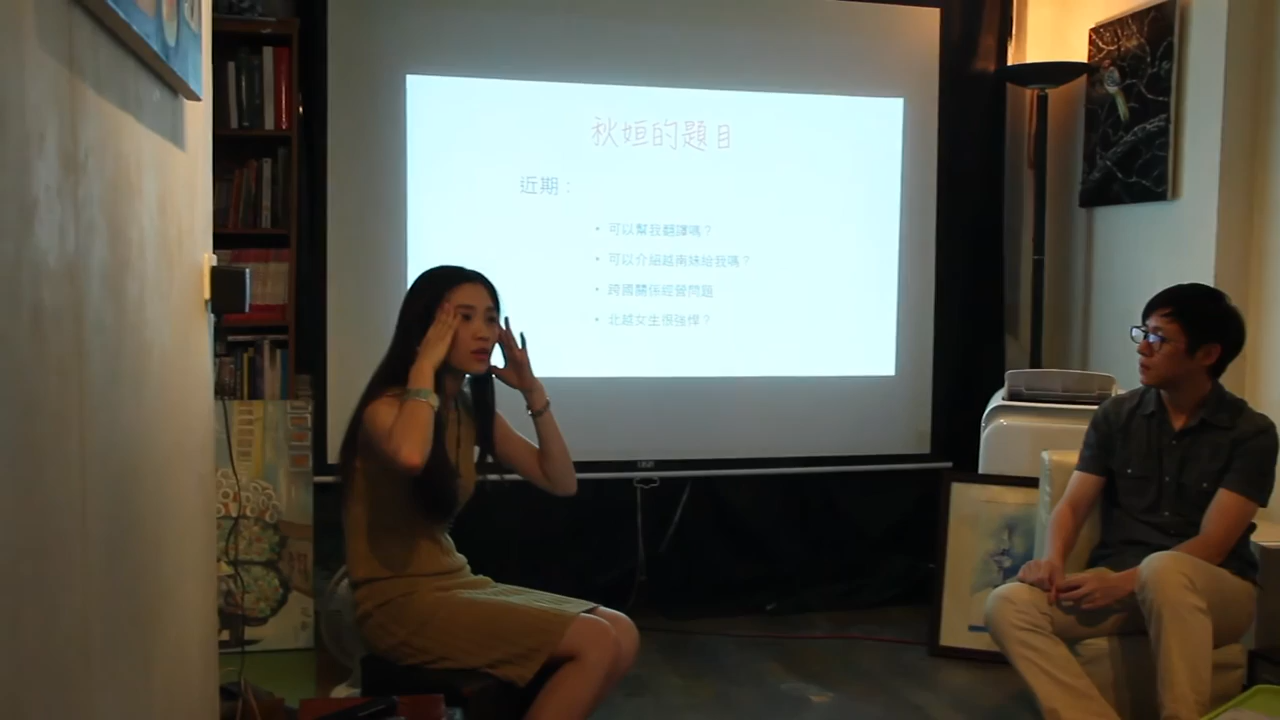 秋姮的題目
近期：
• 可以幫我翻譯嗎？
• 可以介紹越南妹給我嗎？
• 跨國關係經營問題
• 北越女生很強悍？